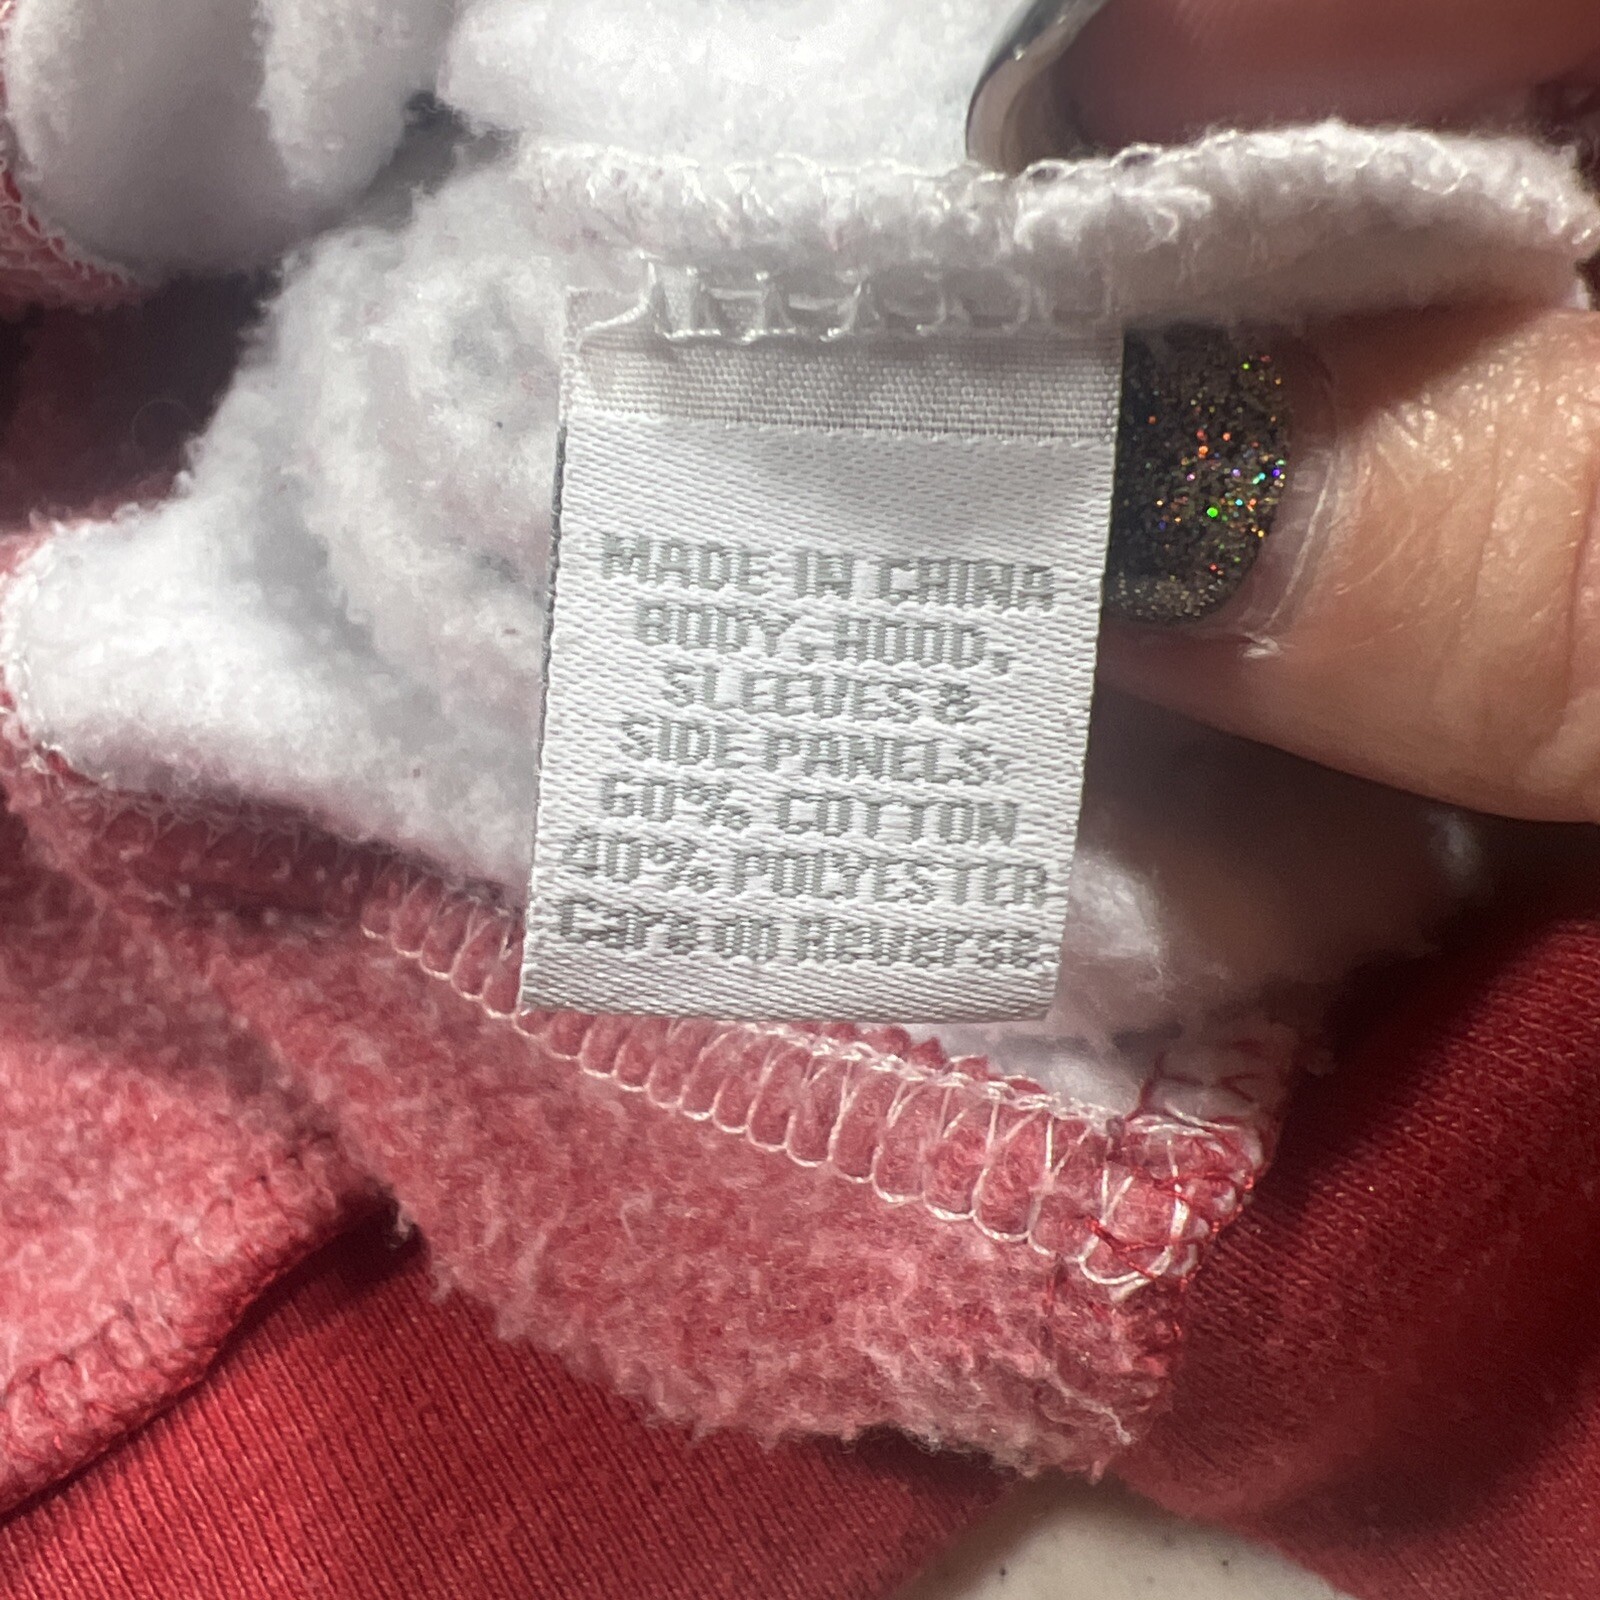 MADE IN CHINA
BODY, HOOD,
SLEEVES &
SIDE PANELS:
60% COTTON
40% POLYESTER
Care on Reverse